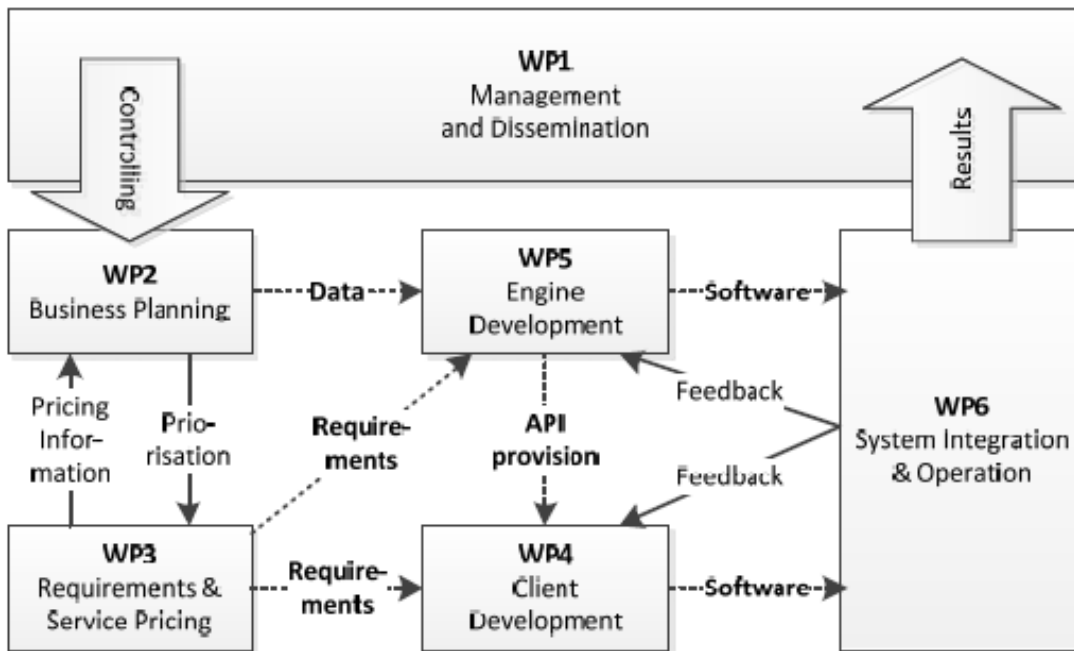 WP1
Management
and Dissemination
Controlling
Results
WP2
Business Planning
Data
WP5
Engine
Development
Software
Pricing
Infor-
mation
Prio-
risation
Require-
ments
API
provision
Feedback
Feedback
WP6
System Integration
& Operation
WP3
Requirements &
Service Pricing
Require-
ments
WP4
Client
Development
Software